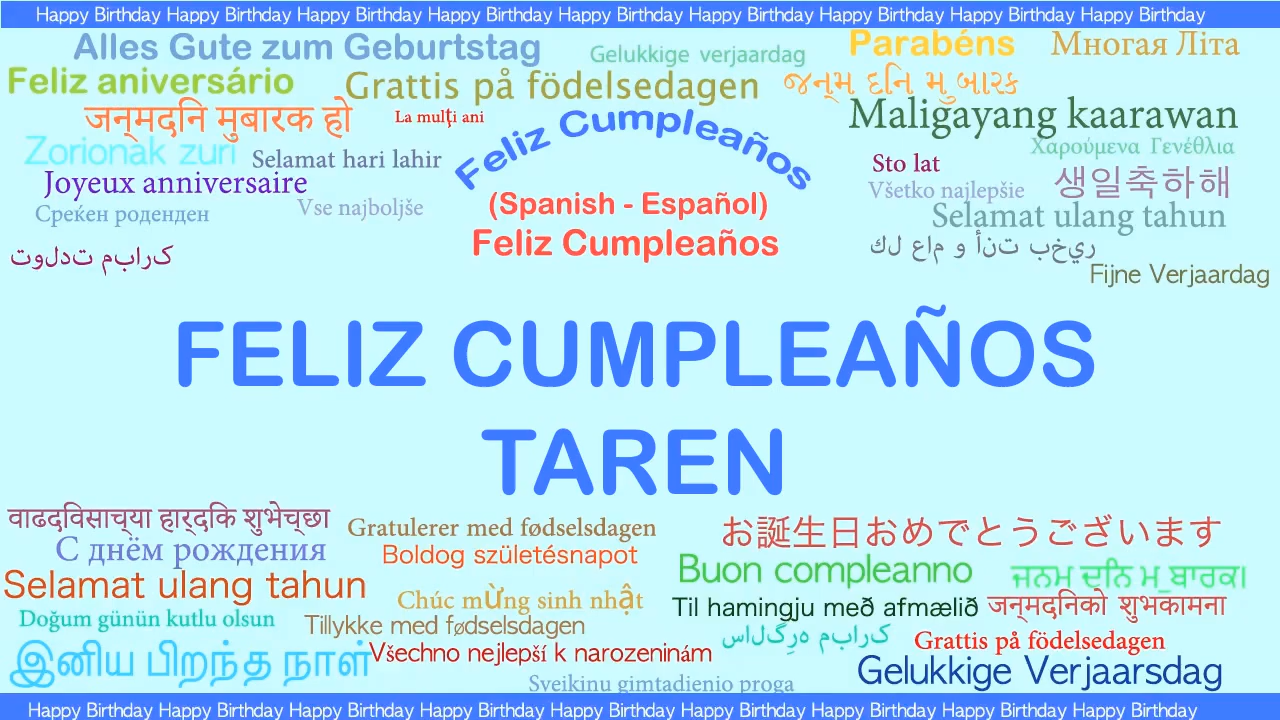 Happy Birthday Happy Birthday Happy Birthday Happy Birthday Happy Birthday Happy Birthday Happy Birthday Happy Birthday Happy Birthday
Alles Gute zum Geburtstag
Gelukkige verjaardag
Parabéns
Многая Літа
Feliz aniversário
Grattis på födelsedagen
જન્મ દિન મુબારક
जन्मदिन मुबारक हो
La mulţi ani
Feliz Cumpleaños
Maligayang kaarawan
Zorionak zuri
Selamat hari lahir
Χαρούμενα Γενέθλια
Sto lat
Joyeux anniversaire
(Spanish - Español)
Všetko najlepšie
생일축하해
Среќен роденден
Vse najboljše
Selamat ulang tahun
Feliz Cumpleaños
كل عام و أنت بخير
تولدت مبارک
Fijne Verjaardag
FELIZ CUMPLEAÑOS
TAREN
वाढदिवसाच्या हार्दिक शुभेच्छा
Gratulerer med fødselsdagen
お誕生日おめでとうございます
С днём рождения
Boldog születésnapot
Buon compleanno
ਜਨਮ ਦਿਨ ਮੁਬਾਰਕ।
Selamat ulang tahun
Chúc mừng sinh nhật
Til hamingju með afmælið
जन्मदिनको शुभकामना
Doğum günün kutlu olsun
Tillykke med fødselsdagen
سالگرہ مبارک
Grattis på födelsedagen
இனிய பிறந்த நாள்
Všechno nejlepší k narozeninám
Gelukkige Verjaarsdag
Sveikinu gimtadienio proga
Happy Birthday Happy Birthday Happy Birthday Happy Birthday Happy Birthday Happy Birthday Happy Birthday Happy Birthday Happy Birthday